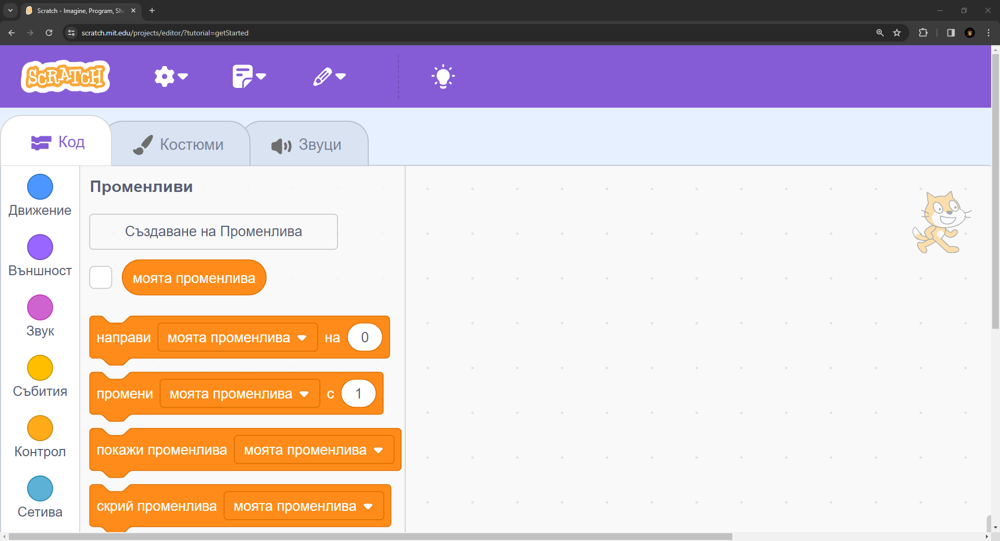 Scratch - Imagine, Program, Sh
scratch.mit.edu/projects/editor/?tutorial=getStarted
SCRATCH
Код
Костюми
Звуци
Движение
Външност
Звук
Събития
Контрол
Сетива
Променливи
Създаване на Променлива
моята променлива
направи моята променлива на 0
промени моята променлива с 1
покажи променлива моята променлива
скрий променлива моята променлива